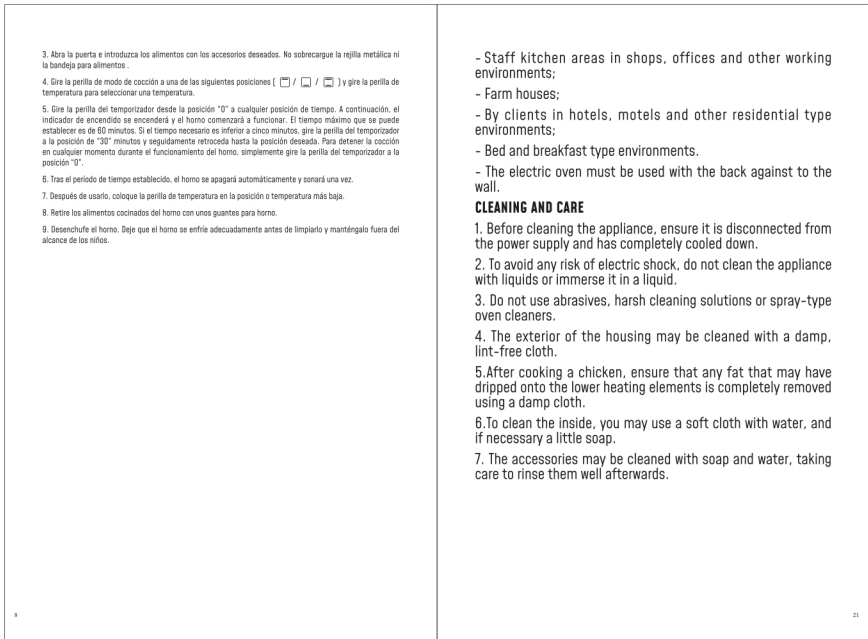 3. Abra la puerta e introduzca los alimentos con los accesorios deseados. No sobrecargue la rejilla metálica ni
la bandeja para alimentos .
4. Gire la perilla de modo de cocción a una de las siguientes posiciones [ / / ] y gire la perilla de
temperatura para seleccionar una temperatura.
5. Gire la perilla del temporizador desde la posición "0" a cualquier posición de tiempo. A continuación, el
indicador de encendido se encenderá y el horno comenzará a funcionar. El tiempo máximo que se puede
establecer es de 60 minutos. Si el tiempo necesario es inferior a cinco minutos, gire la perilla del temporizador
a la posición de "30" minutos y seguidamente retroceda hasta la posición deseada. Para detener la cocción
en cualquier momento durante el funcionamiento del horno, simplemente gire la perilla del temporizador a la
posición "0".
6. Tras el período de tiempo establecido, el horno se apagará automáticamente y sonará una vez.
7. Después de usarlo, coloque la perilla de temperatura en la posición o temperatura más baja.
8. Retire los alimentos cocinados del horno con unos guantes para horno.
9. Desenchufe el horno. Deje que el horno se enfríe adecuadamente antes de limpiarlo y manténgalo fuera del
alcance de los niños.
8
- Staff kitchen areas in shops, offices and other working
environments;
- Farm houses;
- By clients in hotels, motels and other residential type
environments;
- Bed and breakfast type environments.
- The electric oven must be used with the back against to the
wall.
CLEANING AND CARE
1. Before cleaning the appliance, ensure it is disconnected from
the power supply and has completely cooled down.
2. To avoid any risk of electric shock, do not clean the appliance
with liquids or immerse it in a liquid.
3. Do not use abrasives, harsh cleaning solutions or spray-type
oven cleaners.
4. The exterior of the housing may be cleaned with a damp,
lint-free cloth.
5.After cooking a chicken, ensure that any fat that may have
dripped onto the lower heating elements is completely removed
using a damp cloth.
6.To clean the inside, you may use a soft cloth with water, and
if necessary a little soap.
7. The accessories may be cleaned with soap and water, taking
care to rinse them well afterwards.
21